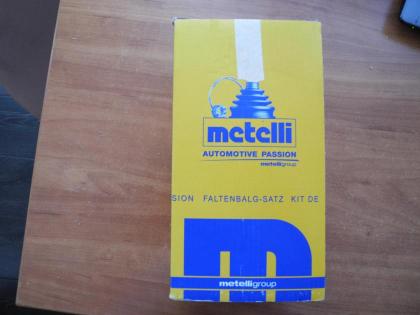 metelli
AUTOMOTIVE PASSION
metelligroup
SION FALTENBALG-SATZ KIT DE
m
metelligroup